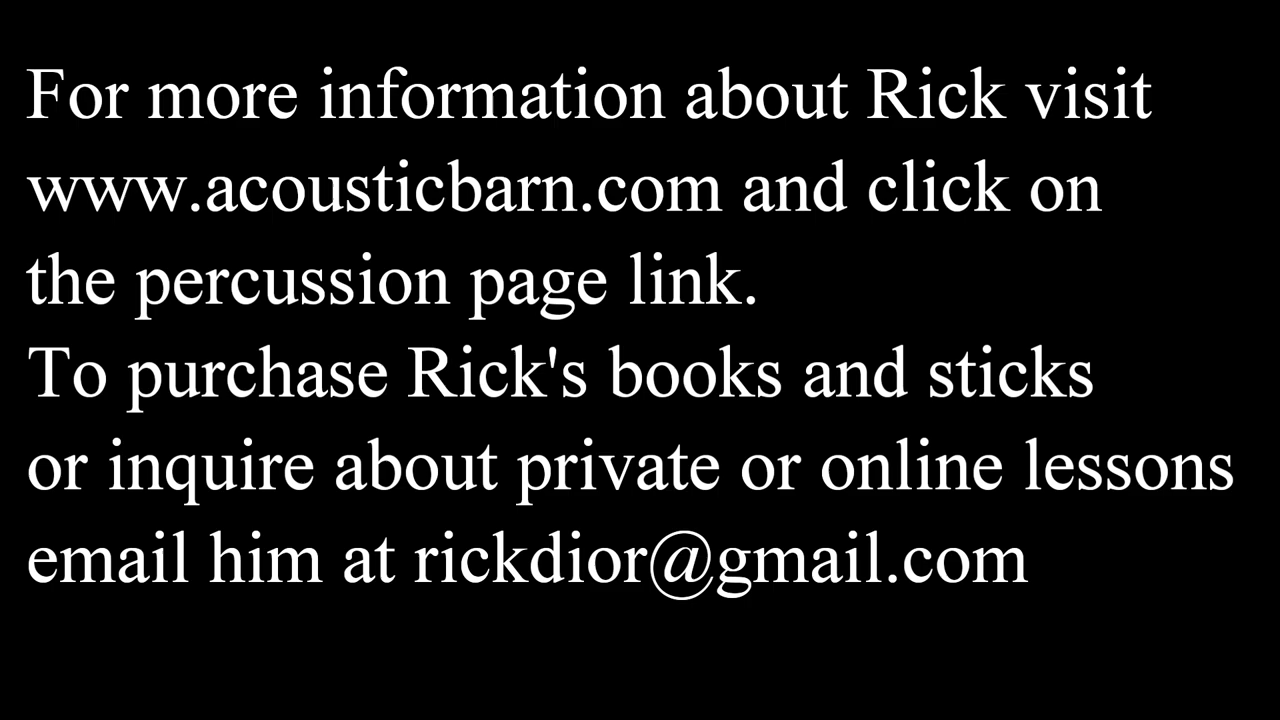 For more information about Rick visit
www.acousticbarn.com and click on
the percussion page link.
To purchase Rick's books and sticks
or inquire about private or online lessons
email him at rickdior@gmail.com